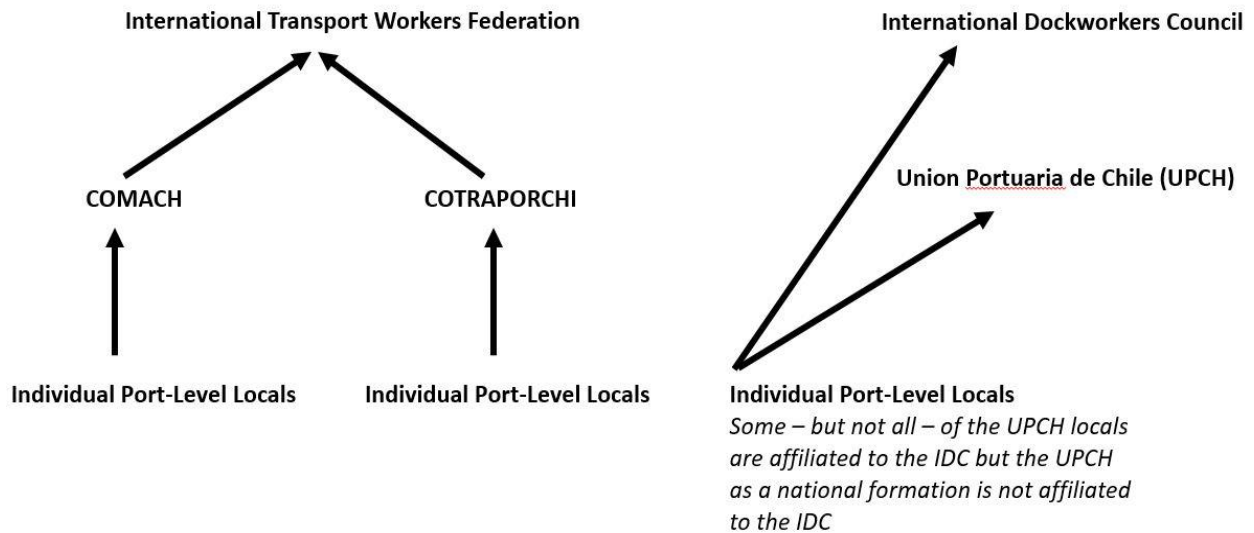 International Transport Workers Federation
International Dockworkers Council
COMACH
COTRAPORCHI
Union Portuaria de Chile (UPCH)
Individual Port-Level Locals
Individual Port-Level Locals
Individual Port-Level Locals
Some – but not all – of the UPCH locals
are affiliated to the IDC but the UPCH
as a national formation is not affiliated
to the IDC